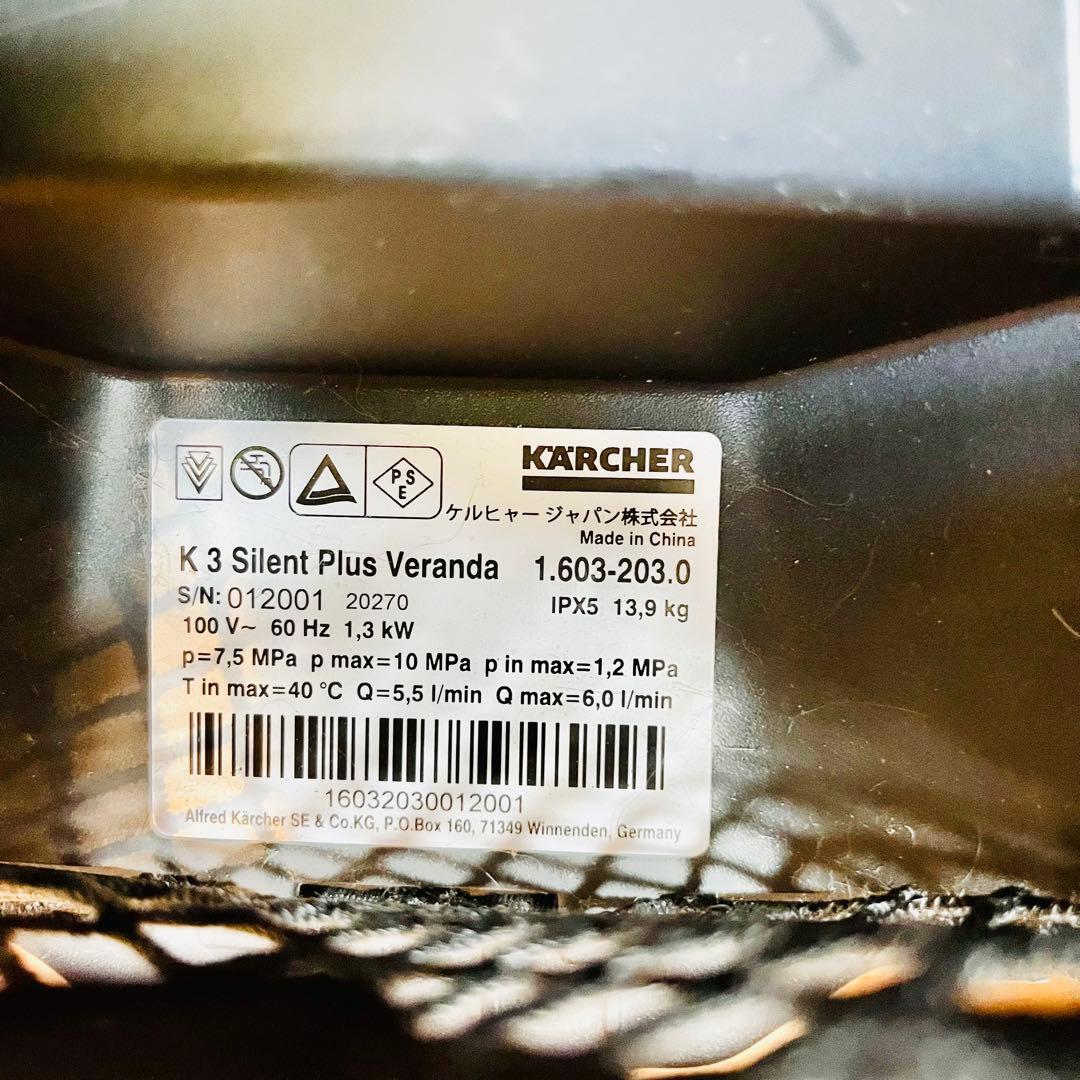 PSE
KÄRCHER
ケルヒャー ジャパン株式会社
Made in China
K 3 Silent Plus Veranda 1.603-203.0
S/N: 012001 20270 IPX5 13,9 kg
100 V~ 60 Hz 1,3 kW
p=7,5 MPa p max=10 MPa p in max=1,2 MPa
T in max=40 °C Q=5,5 l/min Q max=6,0 l/min
16032030012001
Alfred Kärcher SE & Co.KG, P.O.Box 160, 71349 Winnenden, Germany